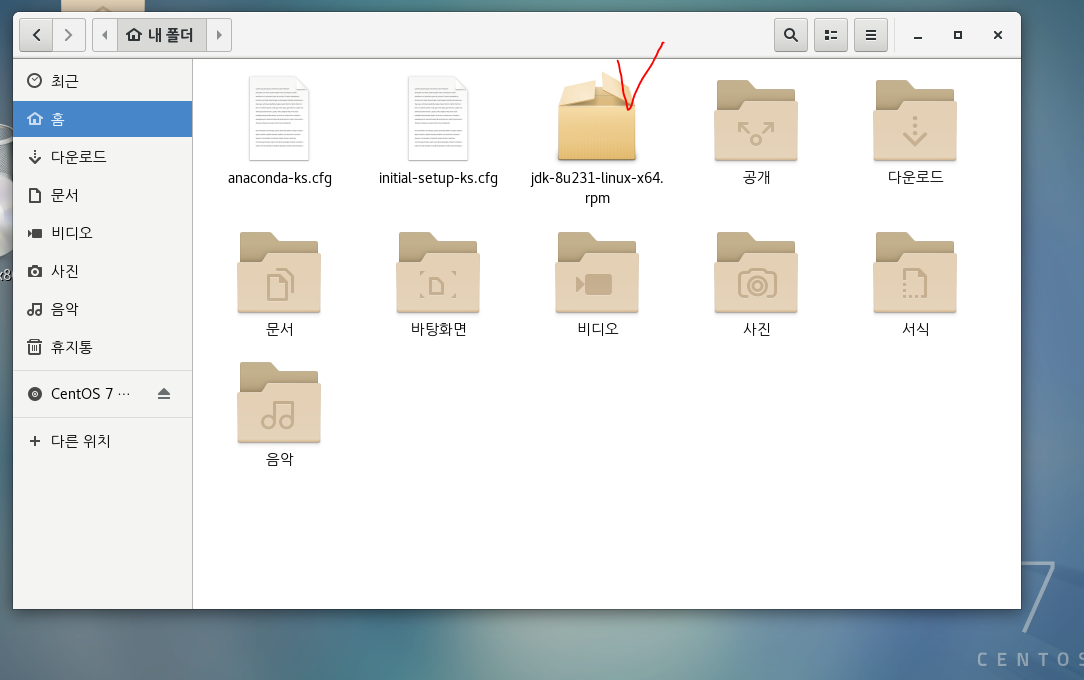 내 폴더
최근
홈
다운로드
문서
비디오
사진
음악
휴지통
CentOS 7 …
다른 위치
anaconda-ks.cfg
initial-setup-ks.cfg
jdk-8u231-linux-x64.
rpm
공개
다운로드
문서
바탕화면
비디오
사진
서식
음악
7
CENTOS